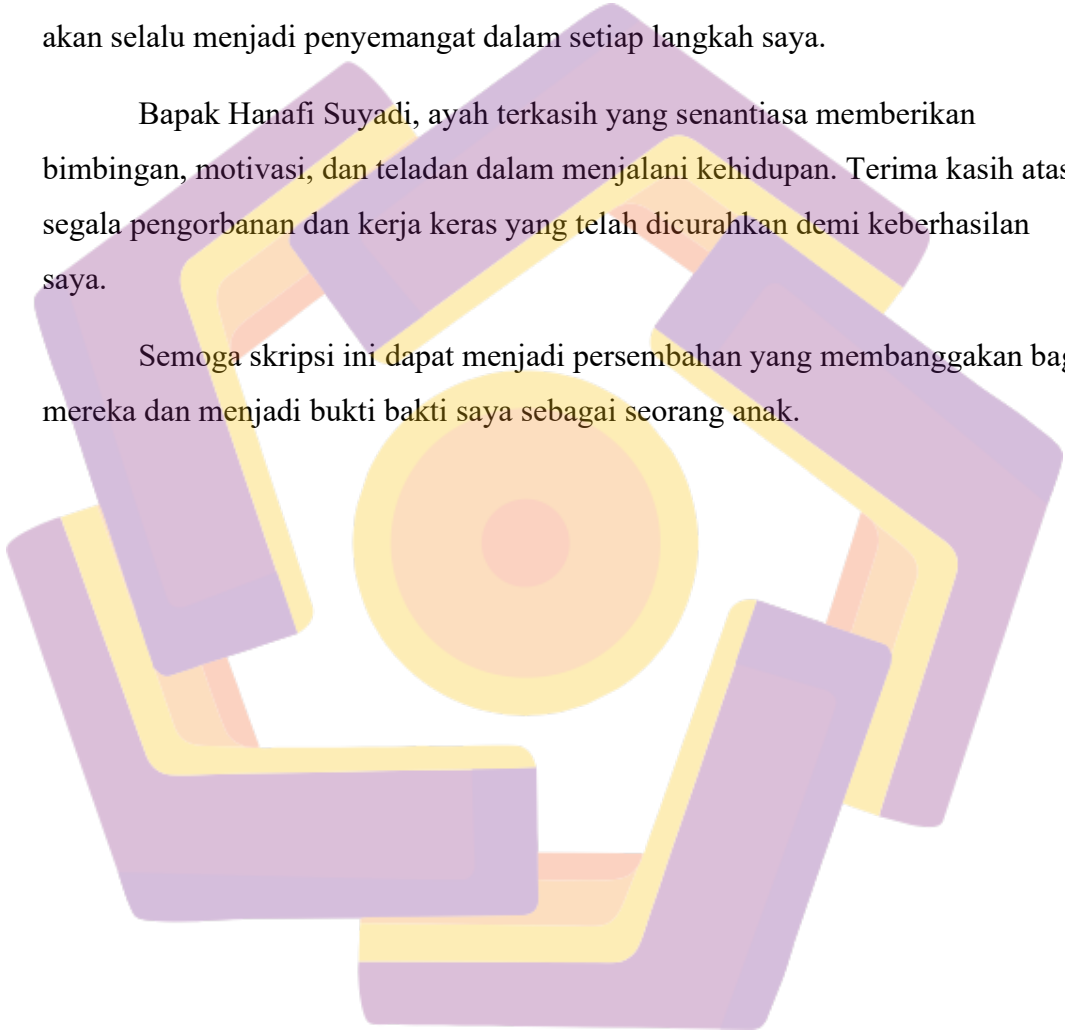 akan selalu menjadi penyemangat dalam setiap langkah saya.
Bapak Hanafi Suyadi, ayah terkasih yang senantiasa memberikan
bimbingan, motivasi, dan teladan dalam menjalani kehidupan. Terima kasih atas
segala pengorbanan dan kerja keras yang telah dicurahkan demi keberhasilan
saya.
Semoga skripsi ini dapat menjadi persembahan yang membanggakan bag
mereka dan menjadi bukti bakti saya sebagai seorang anak.